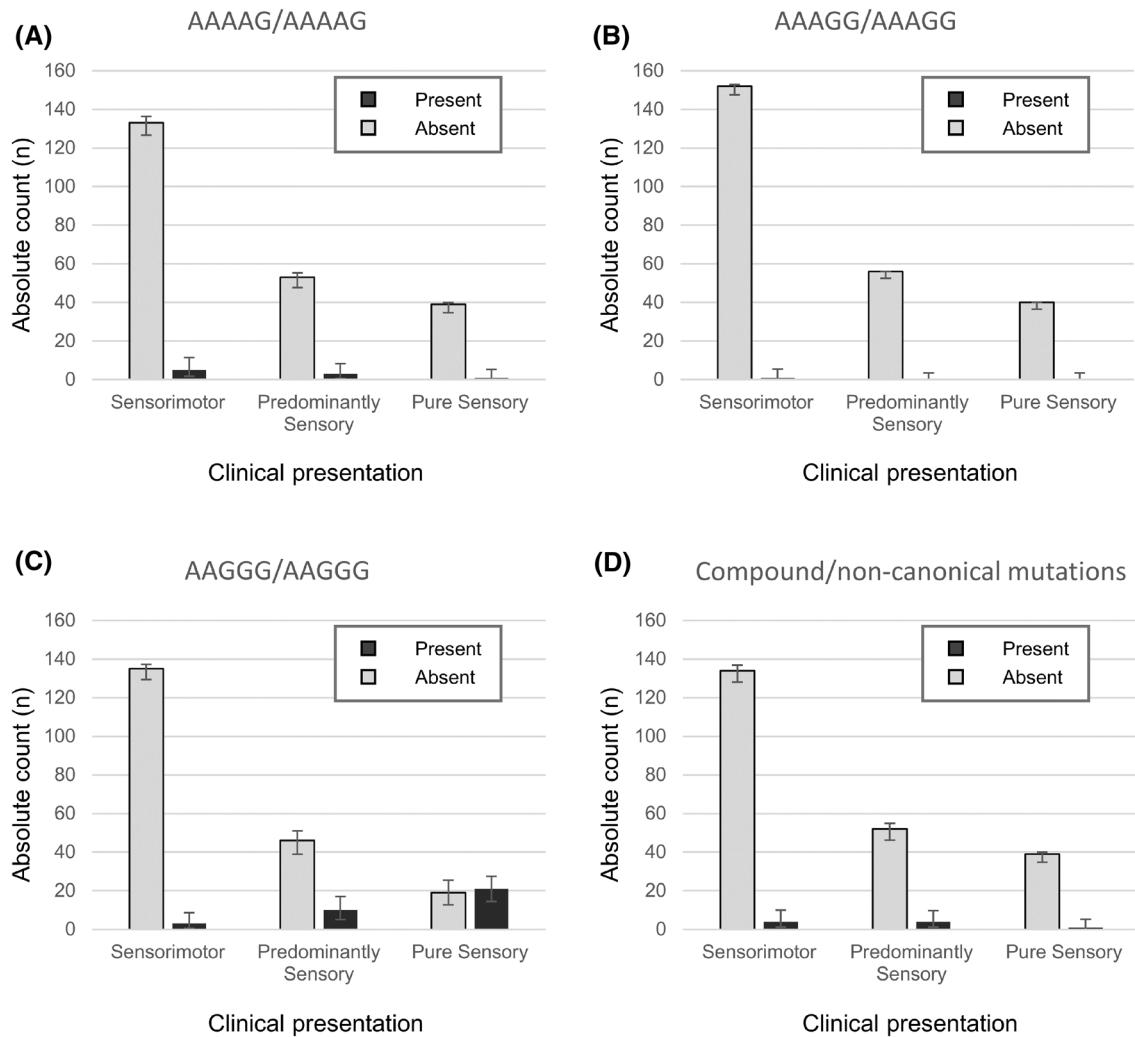 (A)
AAAAG/AAAAG
Absolute count (n)
160
140
120
100
80
60
40
20
0
Present
Absent
Sensorimotor
Predominantly
Sensory
Pure Sensory
Clinical presentation
(B)
AAAGG/AAAGG
Absolute count (n)
160
140
120
100
80
60
40
20
0
Present
Absent
Sensorimotor
Predominantly
Sensory
Pure Sensory
Clinical presentation
(C)
AAGGG/AAGGG
Absolute count (n)
160
140
120
100
80
60
40
20
0
Present
Absent
Sensorimotor
Predominantly
Sensory
Pure Sensory
Clinical presentation
(D)
Compound/non-canonical mutations
Absolute count (n)
160
140
120
100
80
60
40
20
0
Present
Absent
Sensorimotor
Predominantly
Sensory
Pure Sensory
Clinical presentation